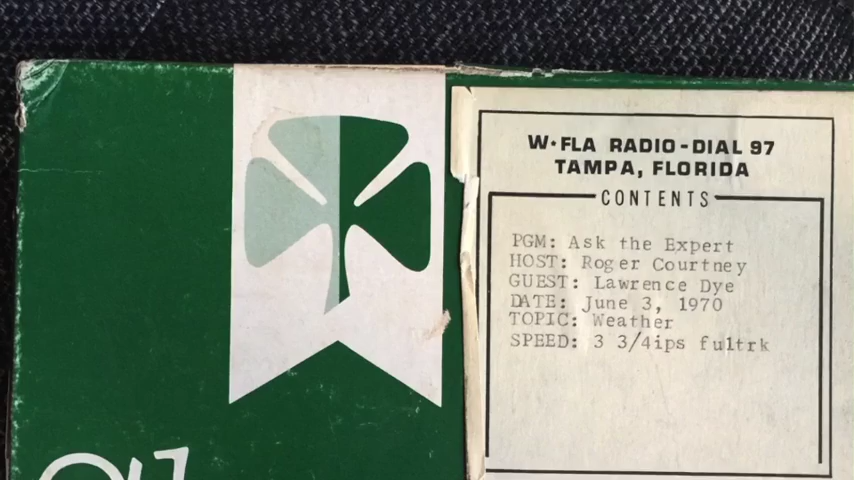 W·FLA RADIO-DIAL 97
TAMPA, FLORIDA
CONTENTS
PGM: Ask the Expert
HOST: Roger Courtney
GUEST: Lawrence Dye
DATE: June 3, 1970
TOPIC: Weather
SPEED: 3 3/4ips fultrk